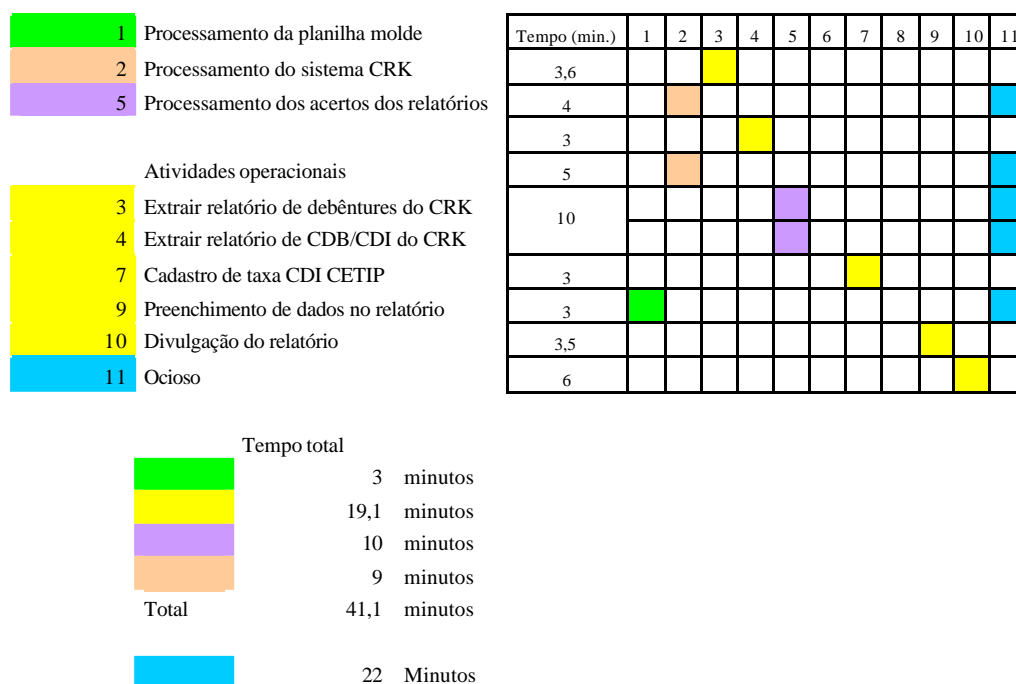 1 Processamento da planilha molde
2 Processamento do sistema CRK
5 Processamento dos acertos dos relatórios
Atividades operacionais
3 Extrair relatório de debêntures do CRK
4 Extrair relatório de CDB/CDI do CRK
7 Cadastro de taxa CDI CETIP
9 Preenchimento de dados no relatório
10 Divulgação do relatório
11 Ocioso
Tempo (min.) 1 2 3 4 5 6 7 8 9 10 11
3,6
4
3
5
10
3
3
3,5
6
Tempo total
3 minutos
19,1 minutos
10 minutos
9 minutos
Total 41,1 minutos
22 Minutos